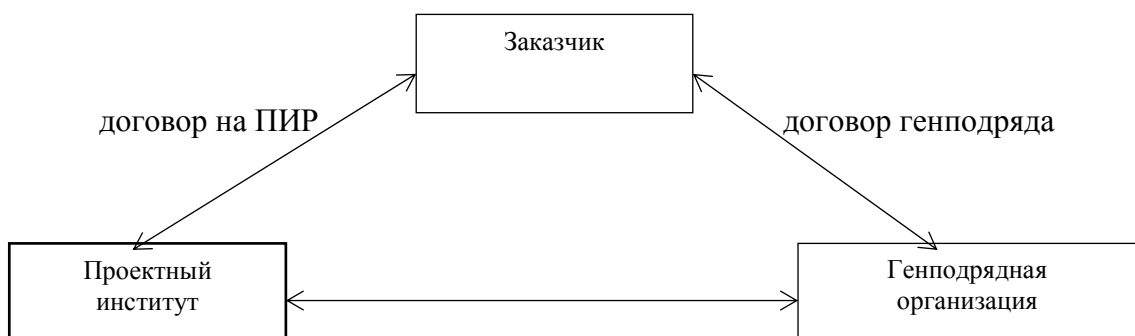 Заказчик
договор на ПИР
договор генподряда
Проектный
институт
Генподрядная
организация